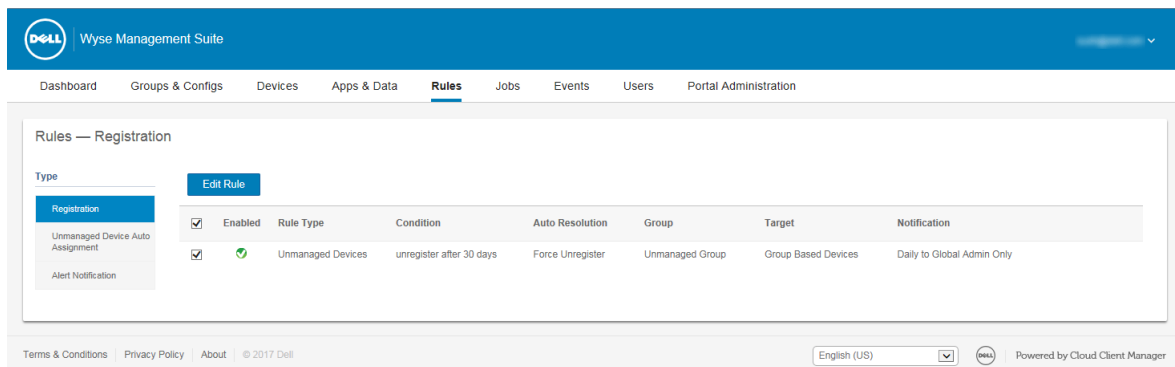 DELL
Wyse Management Suite
Dashboard Groups & Configs Devices Apps & Data Rules Jobs Events Users Portal Administration
Rules — Registration
Type
Edit Rule
Registration
Enabled Rule Type Condition Auto Resolution Group Target Notification
Unmanaged Device Auto
Assignment
Unmanaged Devices unregister after 30 days Force Unregister Unmanaged Group Group Based Devices Daily to Global Admin Only
Alert Notification
Terms & Conditions Privacy Policy About © 2017 Dell English (US) DELL Powered by Cloud Client Manager